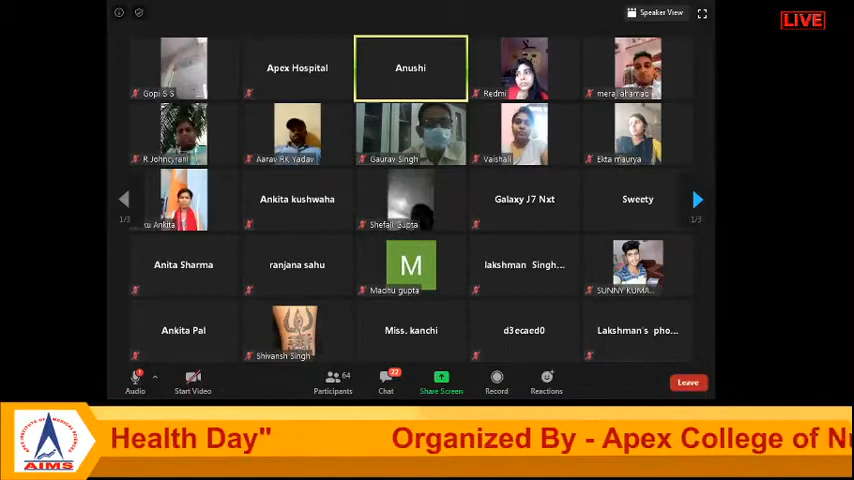 Speaker View
LIVE
Gopi S S
Apex Hospital
Anushi
Redmi
meraj ahamad
R Johncyrani
Aarav RK Yadav
Gaurav Singh
Vaishali
Ekta maurya
Ankita
Ankita kushwaha
Shefali Gupta
Galaxy J7 Nxt
Sweety
1/3
1/3
Anita Sharma
ranjana sahu
M
Madhu gupta
lakshman Singh...
SUNNY KUMA...
Ankita Pal
Shivansh Singh
Miss. kanchi
d3ecaed0
Lakshman's pho...
Audio
Start Video
64
Participants
22
Chat
Share Screen
Record
Reactions
Leave
Health Day" Organized By - Apex College of Nu
AIMS